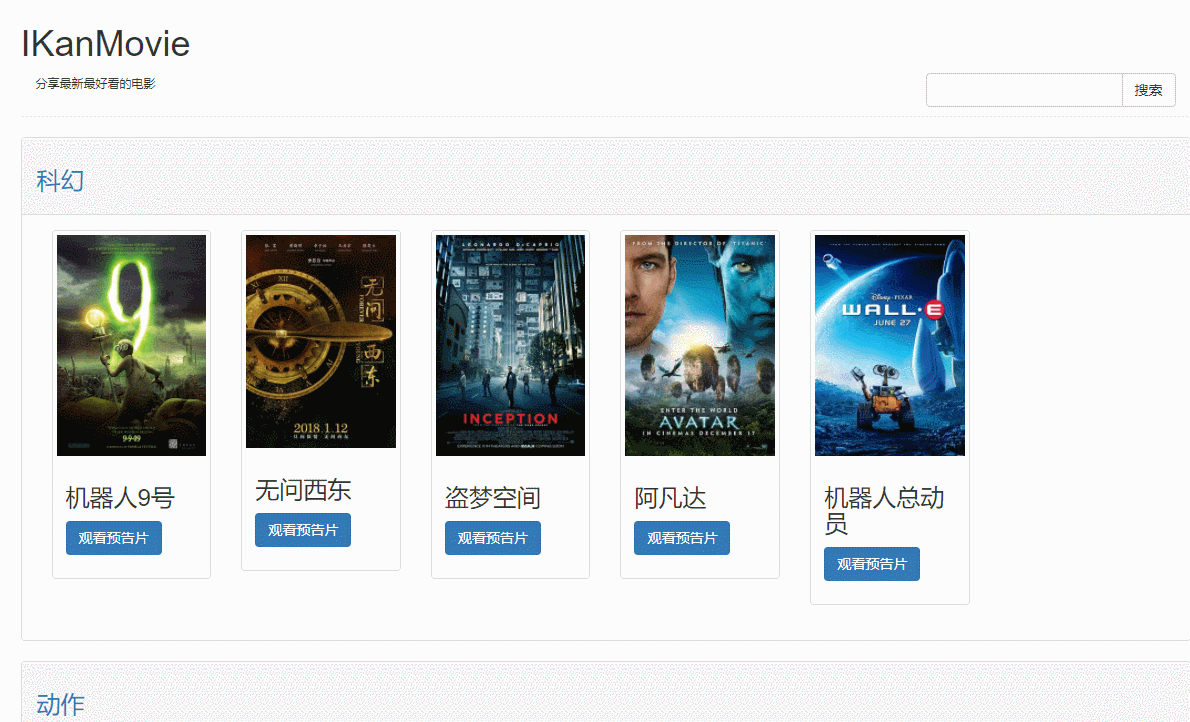 IKanMovie
分享最新最好看的电影
搜索
科幻
9
9.9.09
无问西东
2018.1.12
LEONARDO DiCAPRIO
INCEPTION
FROM THE DIRECTOR OF TITANIC
ENTER THE WORLD
AVATAR
IN CINEMAS DECEMBER 17
Disney·PIXAR
WALL·E
JUNE 27
机器人9号
观看预告片
无问西东
观看预告片
盗梦空间
观看预告片
阿凡达
观看预告片
机器人总动
员
观看预告片
动作